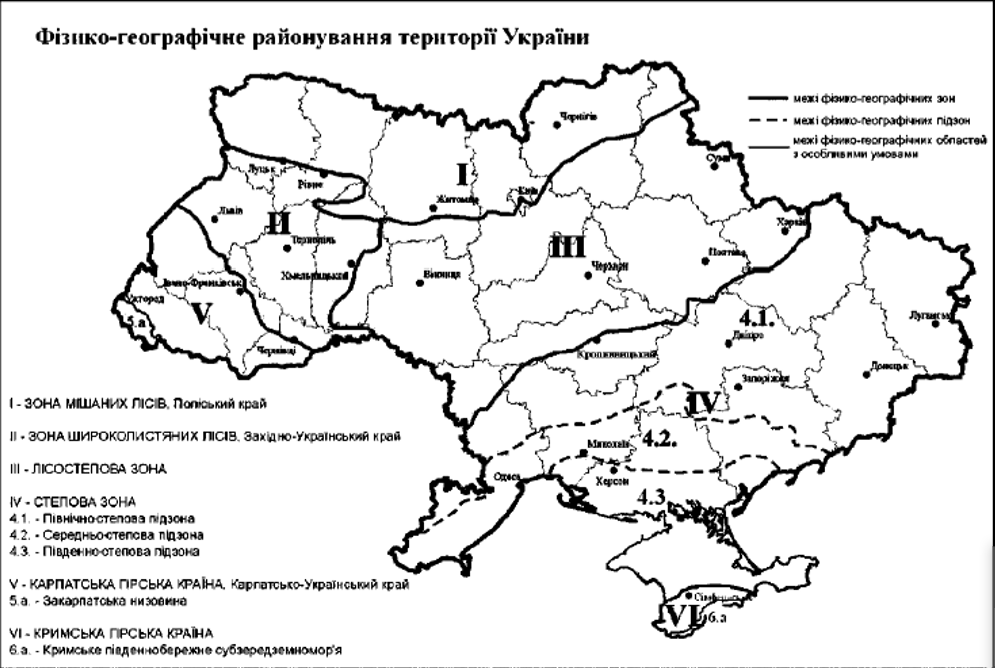 Фізико-географічне районування території України
межі фізико-географічних зон
межі фізико-географічних підзон
межі фізико-географічних областей
з особливими умовами
Чернігів
Суми
Луцьк
Рівне
I
Київ
Житомир
Львів
II
Тернопіль
Хмельницький
Вінниця
III
Черкаси
Полтава
Харків
Івано-Франківськ
Ужгород
V
5.а
Чернівці
4.1.
Дніпро
Луганськ
Кропивницький
Запоріжжя
Донецьк
IV
Миколаїв
4.2.
Одеса
Херсон
4.3
Сімферополь
VI
6.а
I - ЗОНА МІШАНИХ ЛІСІВ, Поліський край
II - ЗОНА ШИРОКОЛИСТЯНИХ ЛІСІВ, Західно-Український край
III - ЛІСОСТЕПОВА ЗОНА
IV - СТЕПОВА ЗОНА
4.1. - Північно-степова підзона
4.2. - Середньо-степова підзона
4.3. - Південно-степова підзона
V - КАРПАТСЬКА ГІРСЬКА КРАЇНА, Карпатсько-Український край
5.а. - Закарпатська низовина
VI - КРИМСЬКА ГІРСЬКА КРАЇНА
6.а. - Кримське південнобережне субзередземномор'я